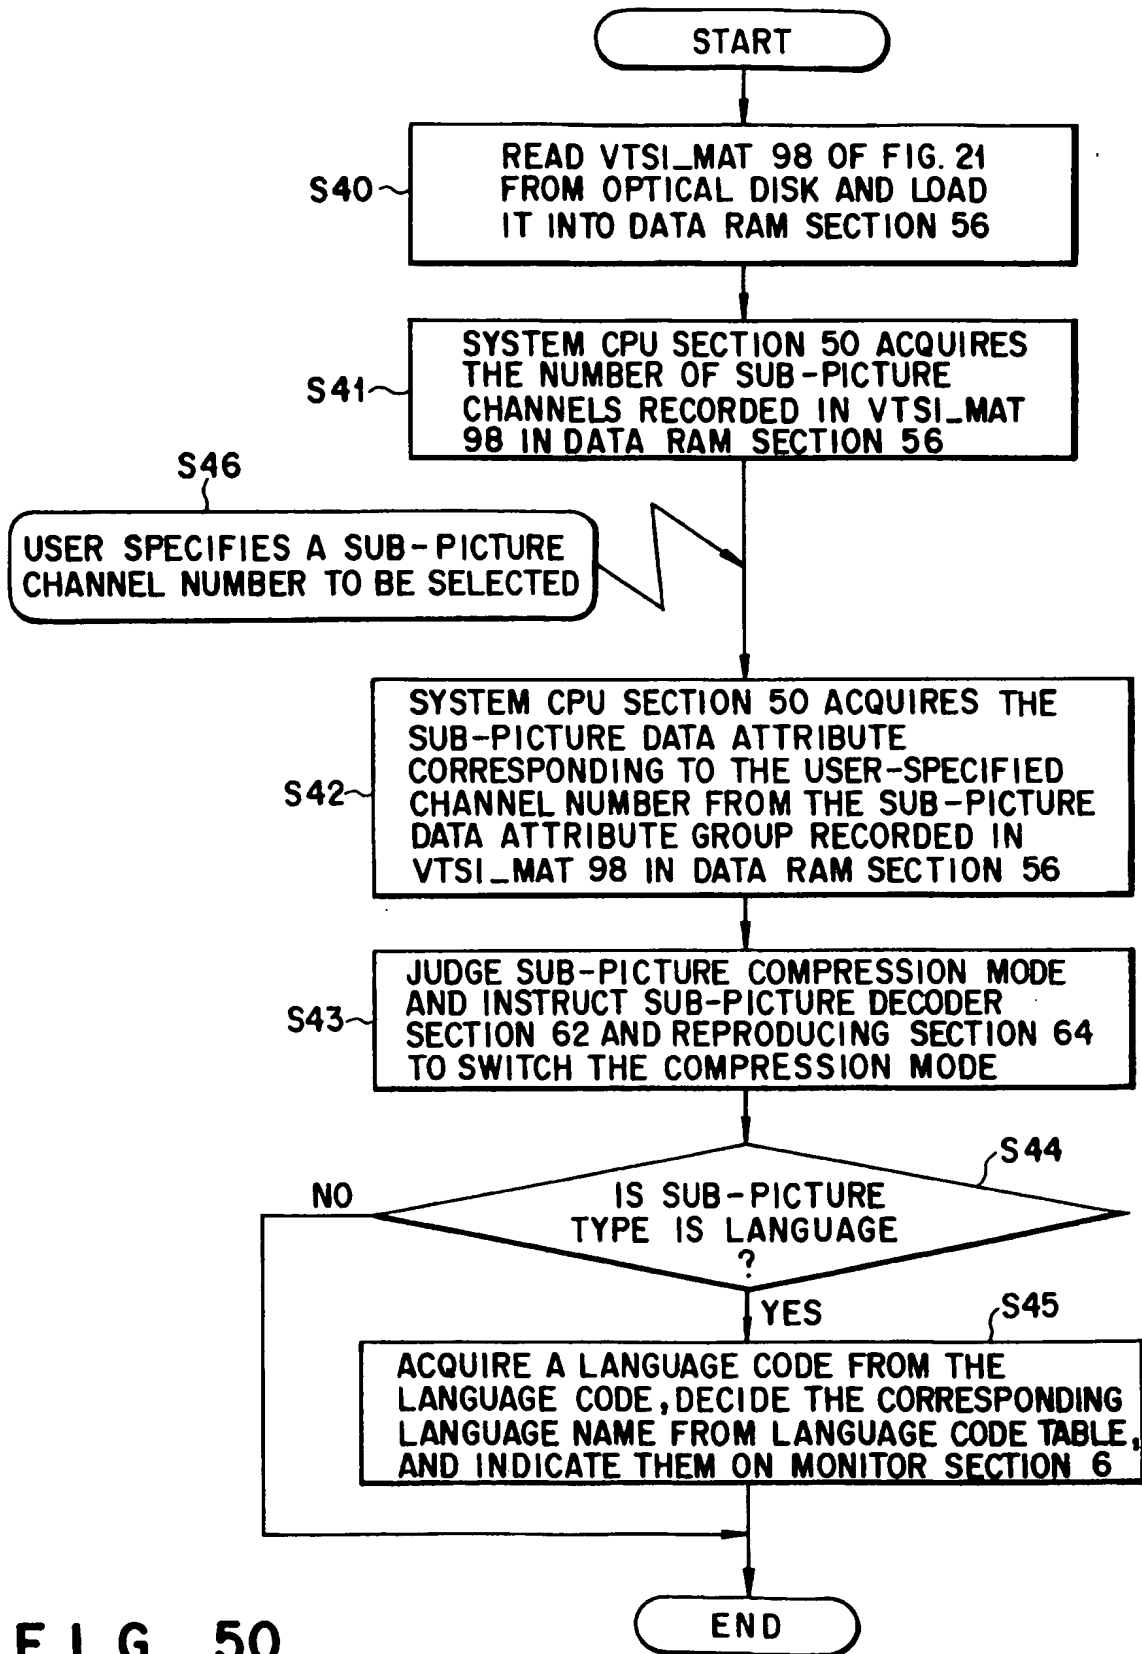 START
S40
READ VTSI_MAT 98 OF FIG. 21
FROM OPTICAL DISK AND LOAD
IT INTO DATA RAM SECTION 56
S41
SYSTEM CPU SECTION 50 ACQUIRES
THE NUMBER OF SUB-PICTURE
CHANNELS RECORDED IN VTSI_MAT
98 IN DATA RAM SECTION 56
S46
USER SPECIFIES A SUB-PICTURE
CHANNEL NUMBER TO BE SELECTED
S42
SYSTEM CPU SECTION 50 ACQUIRES THE
SUB-PICTURE DATA ATTRIBUTE
CORRESPONDING TO THE USER-SPECIFIED
CHANNEL NUMBER FROM THE SUB-PICTURE
DATA ATTRIBUTE GROUP RECORDED IN
VTSI_MAT 98 IN DATA RAM SECTION 56
S43
JUDGE SUB-PICTURE COMPRESSION MODE
AND INSTRUCT SUB-PICTURE DECODER
SECTION 62 AND REPRODUCING SECTION 64
TO SWITCH THE COMPRESSION MODE
S44
NO
IS SUB-PICTURE
TYPE IS LANGUAGE
?
YES
S45
ACQUIRE A LANGUAGE CODE FROM THE
LANGUAGE CODE, DECIDE THE CORRESPONDING
LANGUAGE NAME FROM LANGUAGE CODE TABLE,
AND INDICATE THEM ON MONITOR SECTION 6
END
FIG. 50